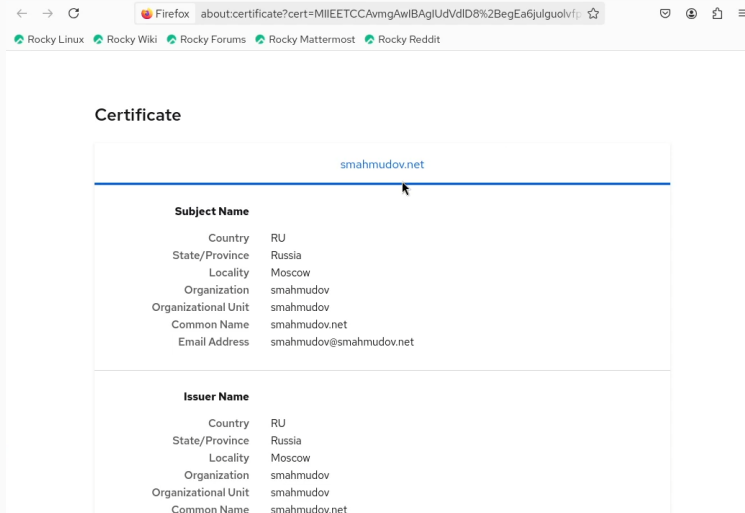 Firefox about:certificate?cert=MIIEETCCAvmgAwIBAgIUdVdlD8%2BegEa6julguolvfp
Rocky Linux Rocky Wiki Rocky Forums Rocky Mattermost Rocky Reddit
Certificate
smahmudov.net
Subject Name
Country RU
State/Province Russia
Locality Moscow
Organization smahmudov
Organizational Unit smahmudov
Common Name smahmudov.net
Email Address smahmudov@smahmudov.net
Issuer Name
Country RU
State/Province Russia
Locality Moscow
Organization smahmudov
Organizational Unit smahmudov
Common Name smahmudov.net